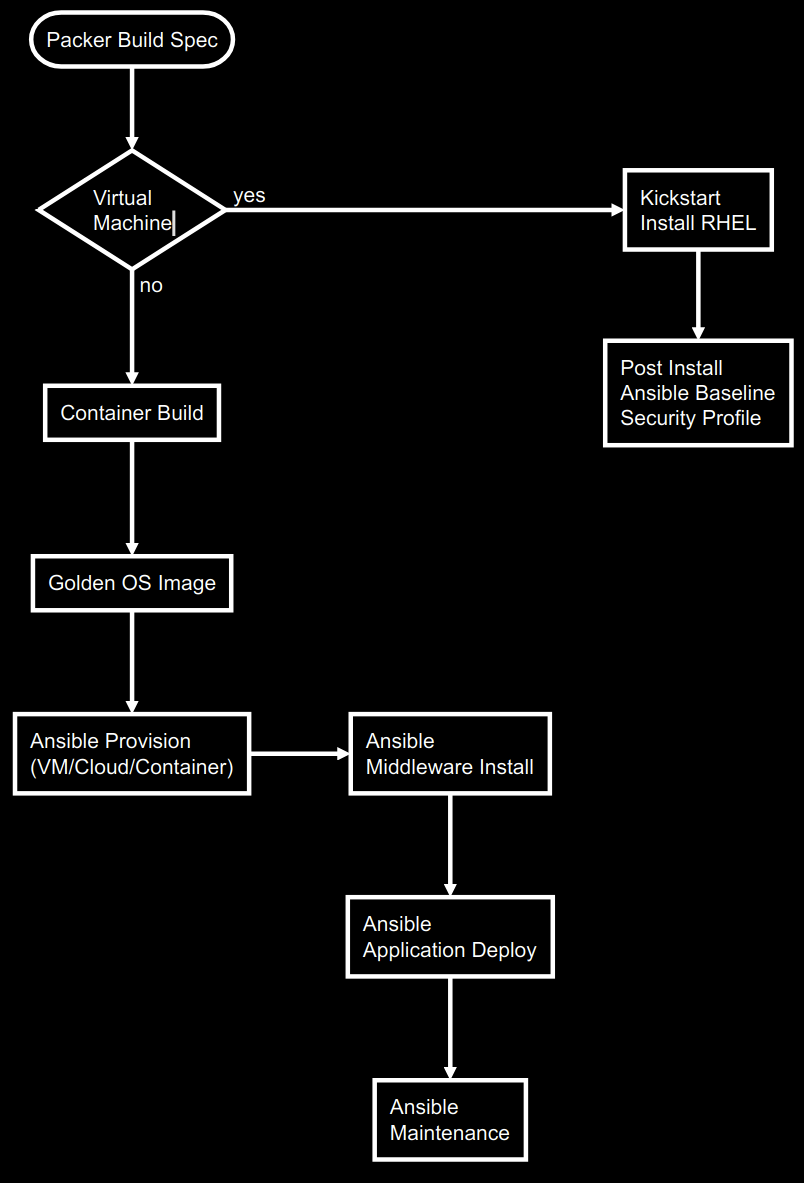 Packer Build Spec
Virtual
Machine
yes
no
Kickstart
Install RHEL
Post Install
Ansible Baseline
Security Profile
Container Build
Golden OS Image
Ansible Provision
(VM/Cloud/Container)
Ansible
Middleware Install
Ansible
Application Deploy
Ansible
Maintenance